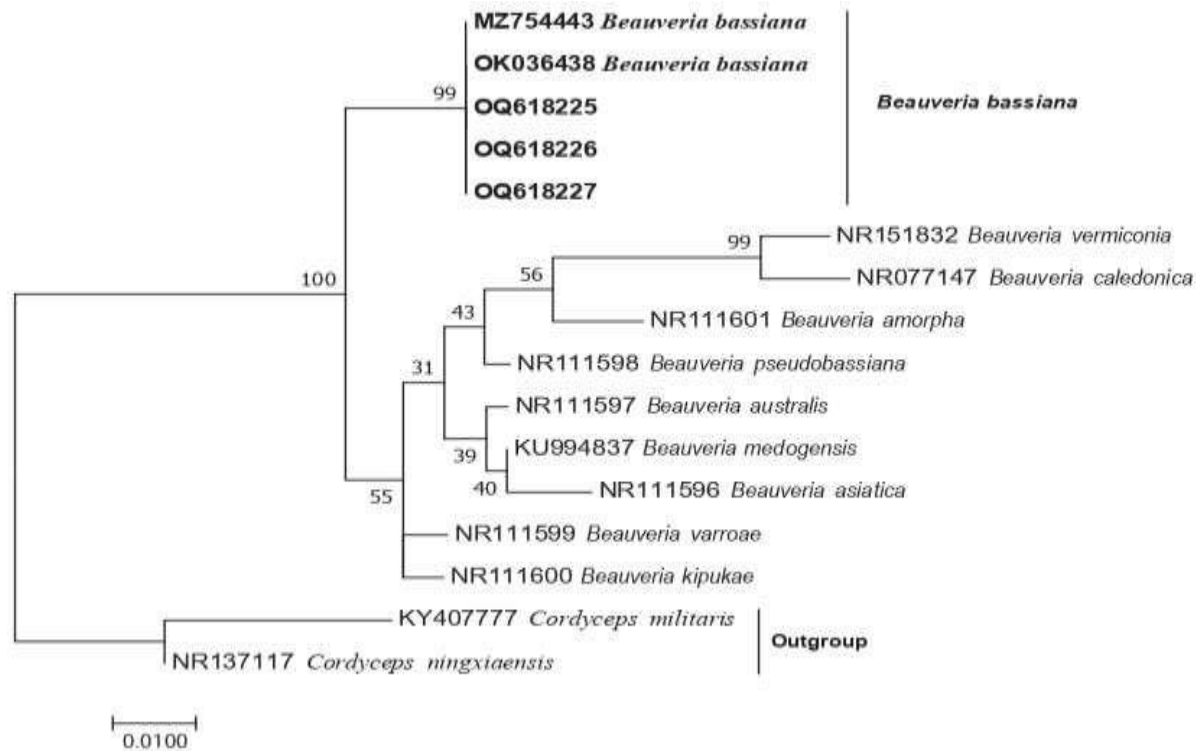 MZ754443 Beauveria bassiana
OK036438 Beauveria bassiana
99
OQ618225
Beauveria bassiana
OQ618226
OQ618227
NR151832 Beauveria vermiconia
99
NR077147 Beauveria caledonica
100
56
NR111601 Beauveria amorpha
43
NR111598 Beauveria pseudobassiana
31
NR111597 Beauveria australis
KU994837 Beauveria medogensis
39
NR111596 Beauveria asiatica
40
55
NR111599 Beauveria varroae
NR111600 Beauveria kipukae
KY407777 Cordyceps militaris
Outgroup
NR137117 Cordyceps ningxiaensis
0.0100